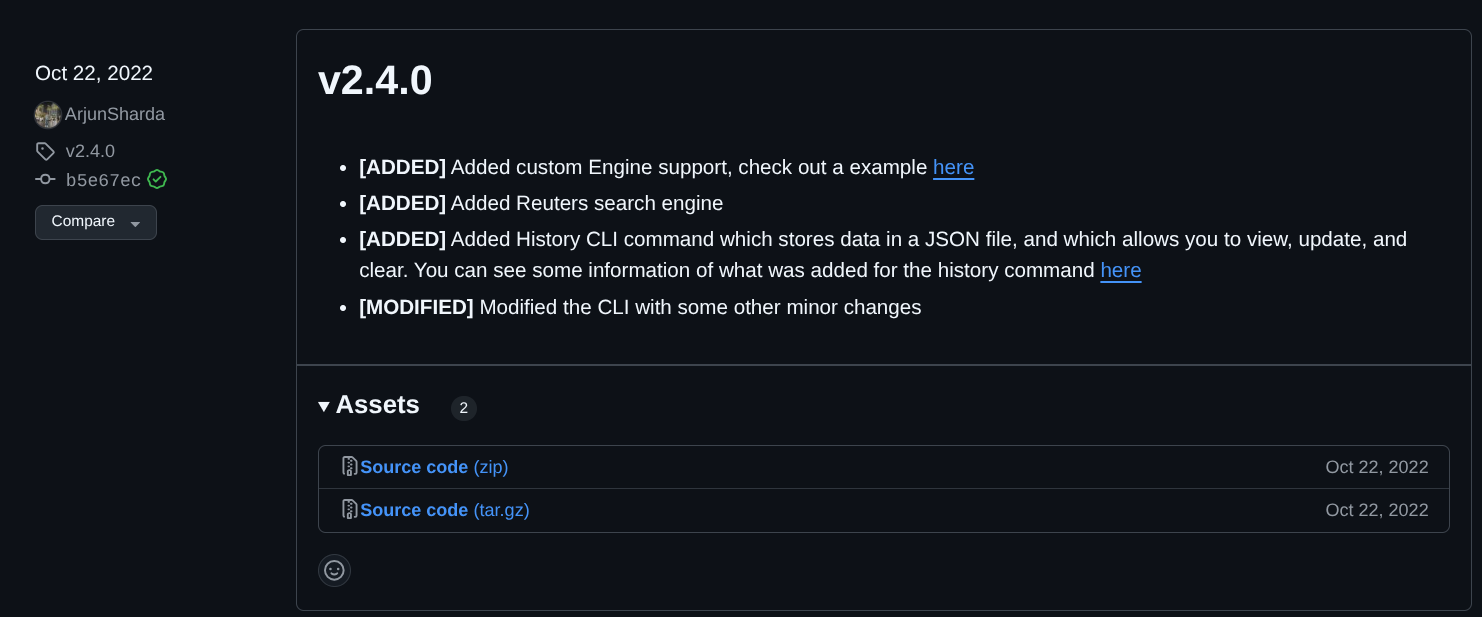 Oct 22, 2022
ArjunSharda
v2.4.0
b5e67ec
Compare
v2.4.0
• [ADDED] Added custom Engine support, check out a example here
• [ADDED] Added Reuters search engine
• [ADDED] Added History CLI command which stores data in a JSON file, and which allows you to view, update, and
clear. You can see some information of what was added for the history command here
• [MODIFIED] Modified the CLI with some other minor changes
Assets 2
Source code (zip) Oct 22, 2022
Source code (tar.gz) Oct 22, 2022